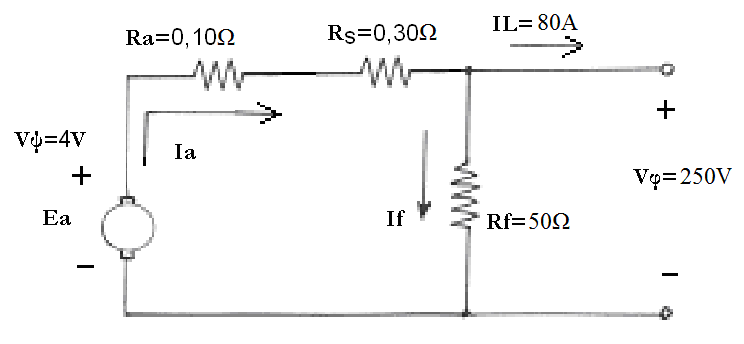 Ra=0,10Ω
Rs=0,30Ω
IL=80A
Vψ=4V
+
Ia
+
Vφ=250V
Ea
If
Rf=50Ω
−
−